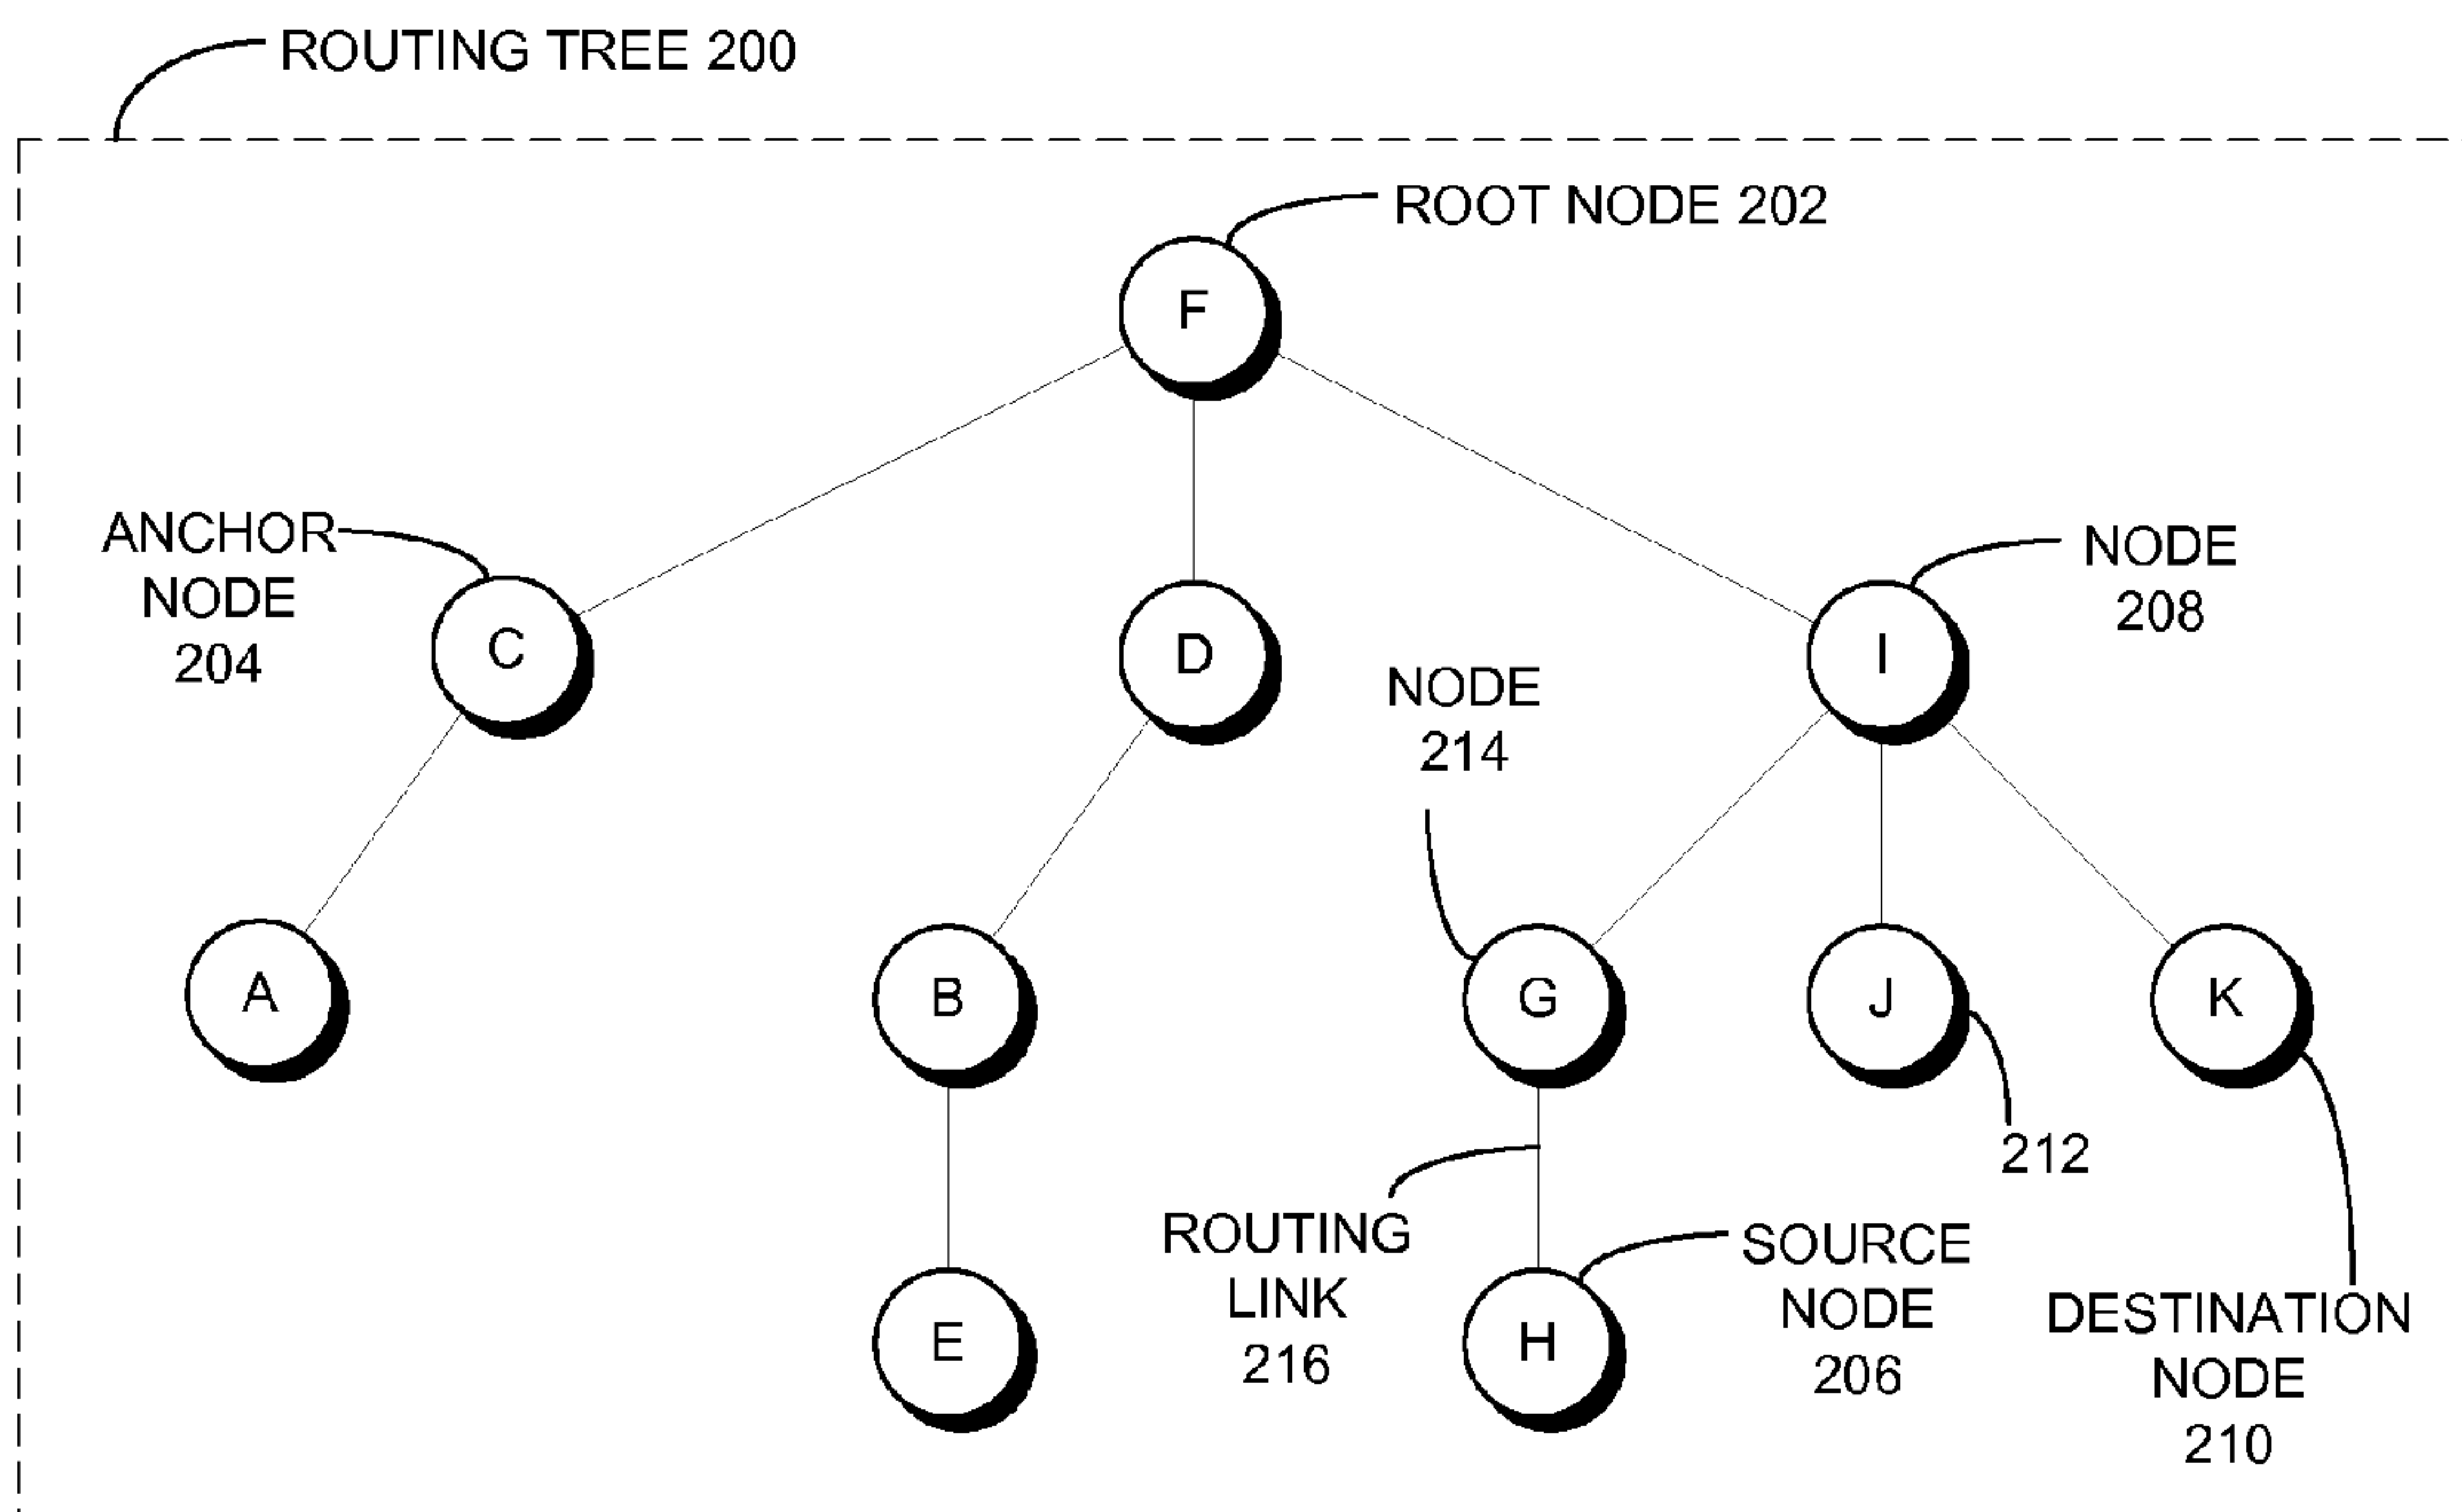 ROUTING TREE 200
ROOT NODE 202
F
ANCHOR
NODE
204
C
D
I
NODE
208
NODE
214
A
B
G
J
K
212
ROUTING
LINK
216
E
H
SOURCE
NODE
206
DESTINATION
NODE
210